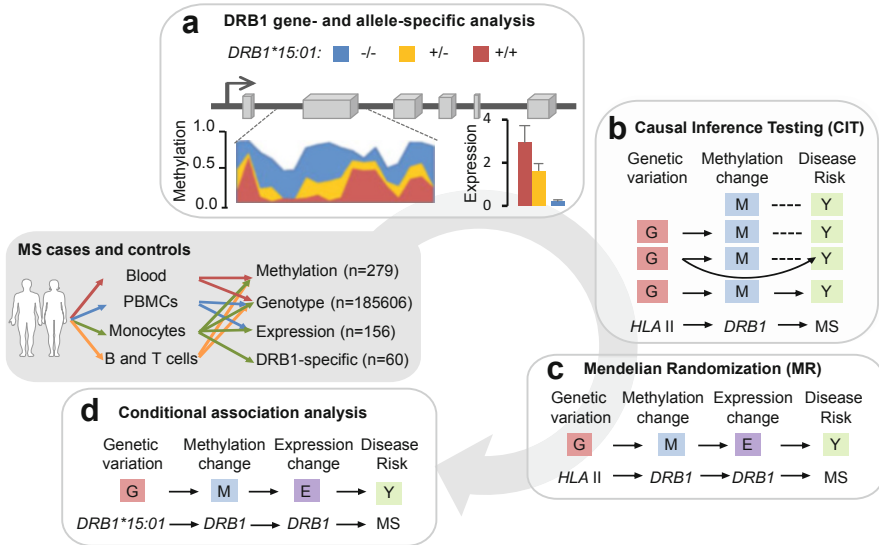 a DRB1 gene- and allele-specific analysis
DRB1*15:01: -/- +/- +/+
Methylation
1.0
0.5
0.0
Expression
4
2
0
b Causal Inference Testing (CIT)
Genetic variation
Methylation change
Disease Risk
M Y
G M Y
G M Y
G M Y
HLA II DRB1 MS
MS cases and controls
Blood
PBMCs
Monocytes
B and T cells
Methylation (n=279)
Genotype (n=185606)
Expression (n=156)
DRB1-specific (n=60)
c Mendelian Randomization (MR)
Genetic variation
Methylation change
Expression change
Disease Risk
G M E Y
HLA II DRB1 DRB1 MS
d Conditional association analysis
Genetic variation
Methylation change
Expression change
Disease Risk
G M E Y
DRB1*15:01 DRB1 DRB1 MS